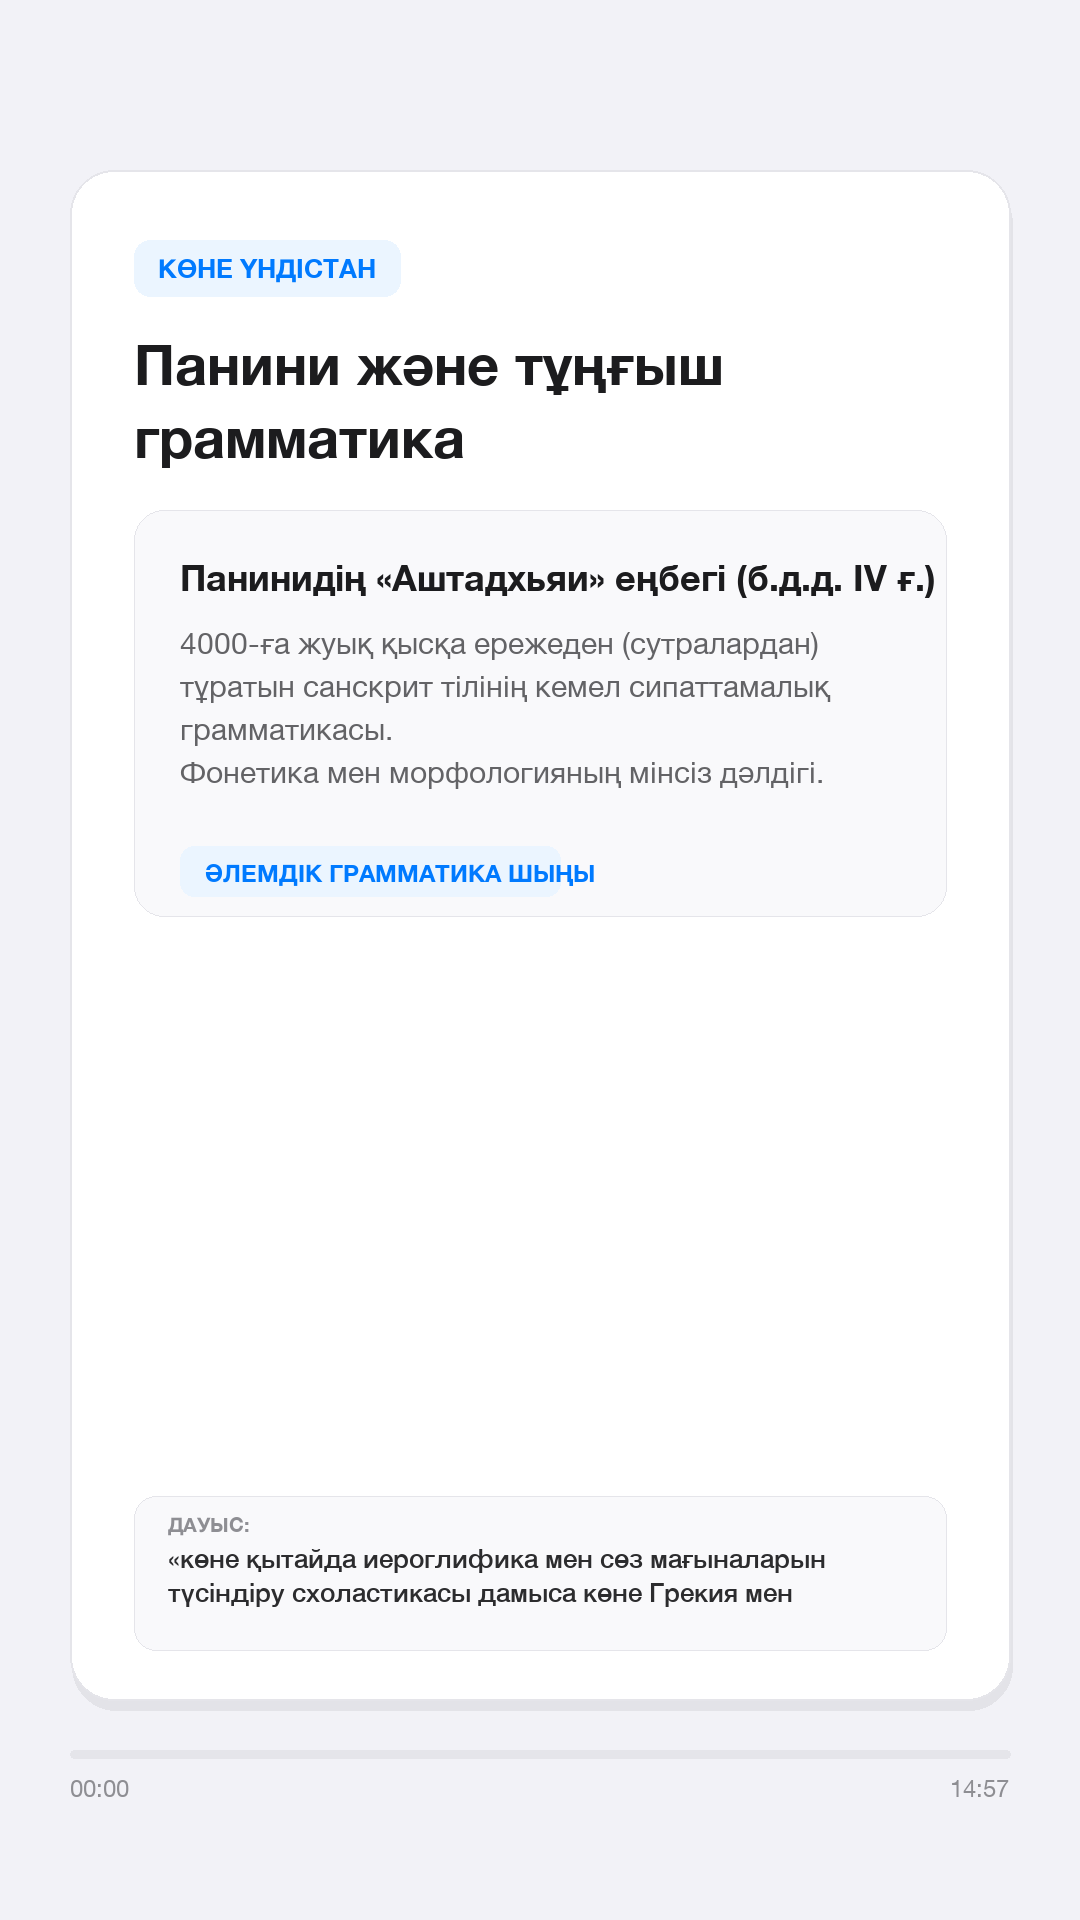 КӨНЕ ҮНДІСТАН
Панини және тұңғыш
грамматика
Панинидің «Аштадхьяи» еңбегі (б.д.д. IV ғ.)
4000-ға жуық қысқа ережеден (сутралардан)
тұратын санскрит тілінің кемел сипаттамалық
грамматикасы.
Фонетика мен морфологияның мінсіз дәлдігі.
ӘЛЕМДІК ГРАММАТИКА ШЫҢЫ
ДАУЫС:
«көне қытайда иероглифика мен сөз мағыналарын
түсіндіру схоластикасы дамыса көне Грекия мен
00:00
14:57